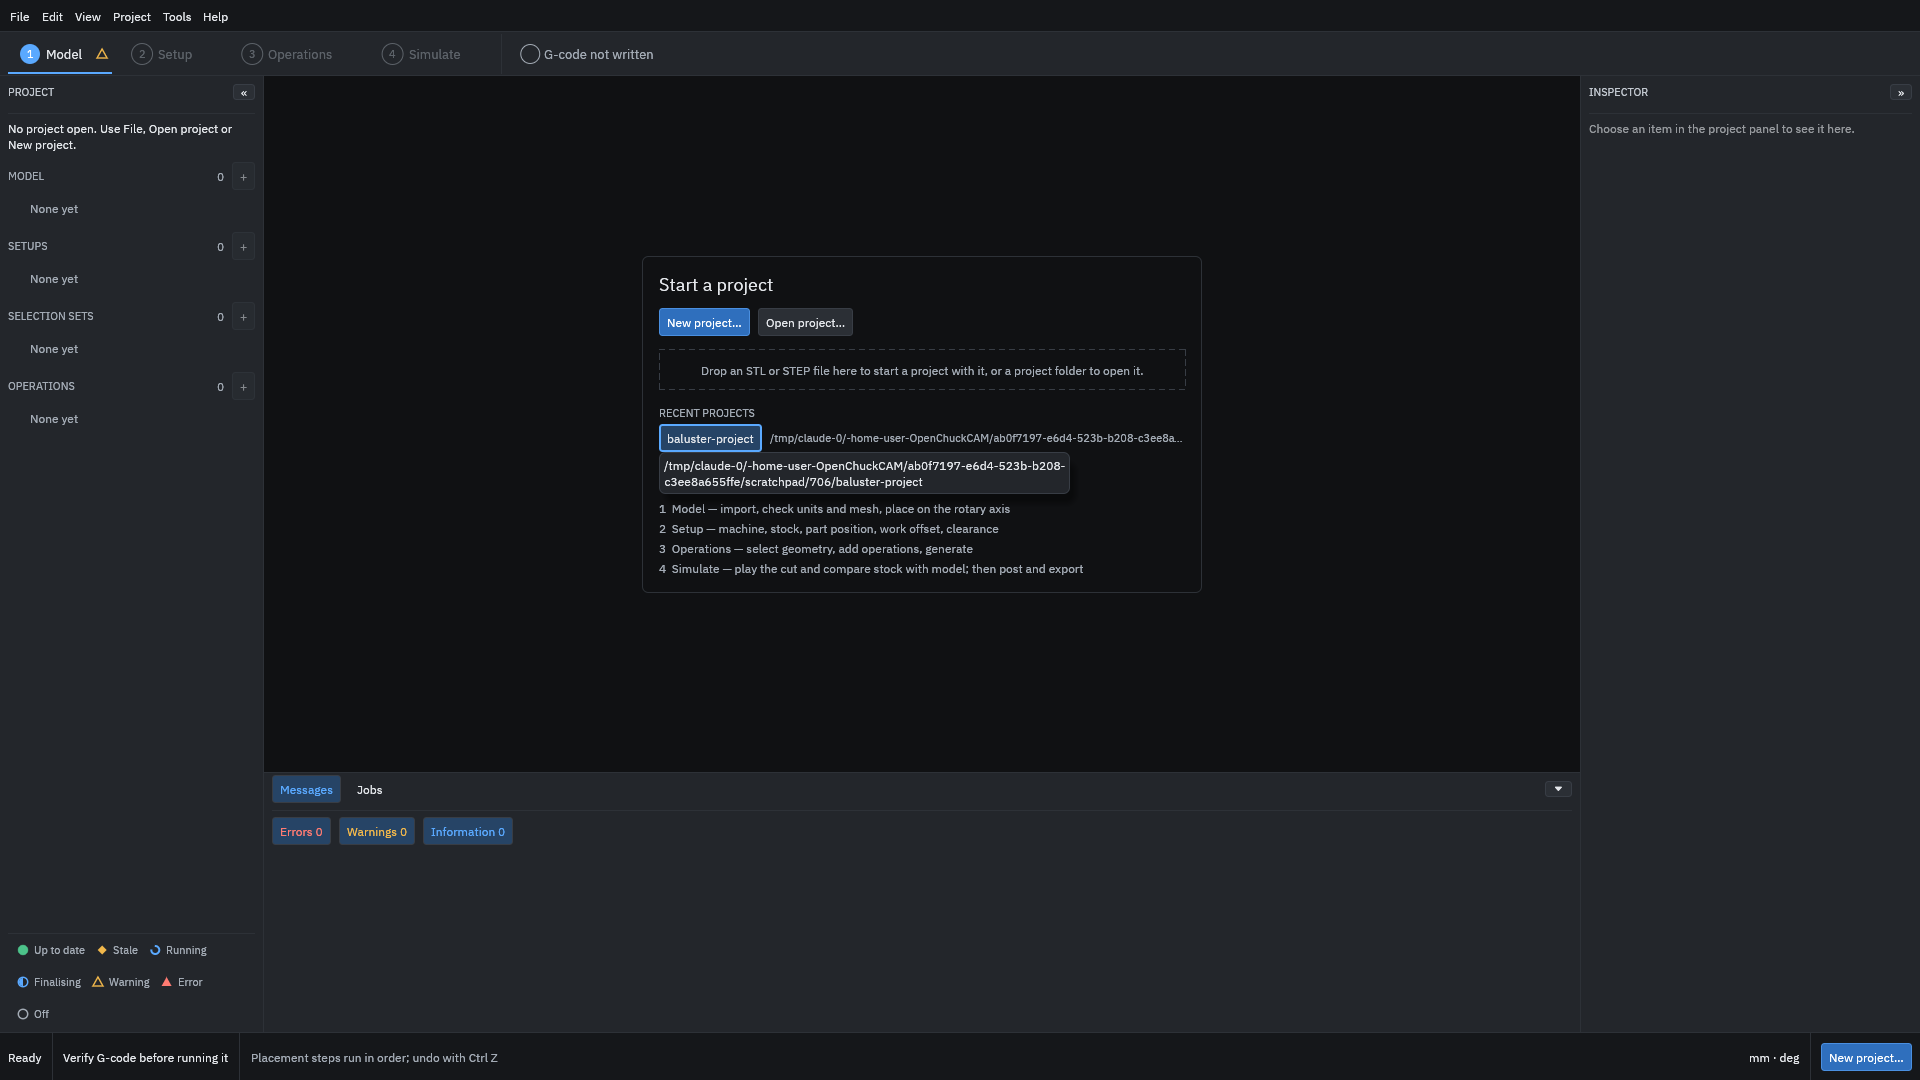 File Edit View Project Tools Help
1 Model 2 Setup 3 Operations 4 Simulate G-code not written
PROJECT «
No project open. Use File, Open project or
New project.
MODEL 0 +
None yet
SETUPS 0 +
None yet
SELECTION SETS 0 +
None yet
OPERATIONS 0 +
None yet
Up to date Stale Running
Finalising Warning Error
Off
Start a project
New project... Open project...
Drop an STL or STEP file here to start a project with it, or a project folder to open it.
RECENT PROJECTS
baluster-project /tmp/claude-0/-home-user-OpenChuckCAM/ab0f7197-e6d4-523b-b208-c3ee8a...
/tmp/claude-0/-home-user-OpenChuckCAM/ab0f7197-e6d4-523b-b208-
c3ee8a655ffe/scratchpad/706/baluster-project
1 Model — import, check units and mesh, place on the rotary axis
2 Setup — machine, stock, part position, work offset, clearance
3 Operations — select geometry, add operations, generate
4 Simulate — play the cut and compare stock with model; then post and export
Messages Jobs
Errors 0 Warnings 0 Information 0
INSPECTOR »
Choose an item in the project panel to see it here.
Ready Verify G-code before running it Placement steps run in order; undo with Ctrl Z mm · deg New project...